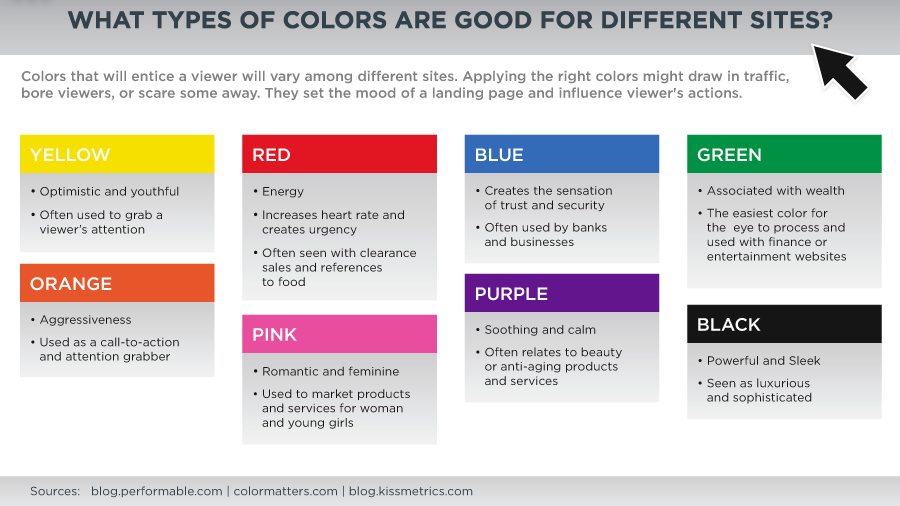 WHAT TYPES OF COLORS ARE GOOD FOR DIFFERENT SITES?
Colors that will entice a viewer will vary among different sites. Applying the right colors might draw in traffic,
bore viewers, or scare some away. They set the mood of a landing page and influence viewer's actions.
YELLOW
• Optimistic and youthful
• Often used to grab a
viewer's attention
ORANGE
• Aggressiveness
• Used as a call-to-action
and attention grabber
RED
• Energy
• Increases heart rate and
creates urgency
• Often seen with clearance
sales and references
to food
PINK
• Romantic and feminine
• Used to market products
and services for woman
and young girls
BLUE
• Creates the sensation
of trust and security
• Often used by banks
and businesses
PURPLE
• Soothing and calm
• Often relates to beauty
or anti-aging products
and services
GREEN
• Associated with wealth
• The easiest color for
the eye to process and
used with finance or
entertainment websites
BLACK
• Powerful and Sleek
• Seen as luxurious
and sophisticated
Sources: blog.performable.com | colormatters.com | blog.kissmetrics.com